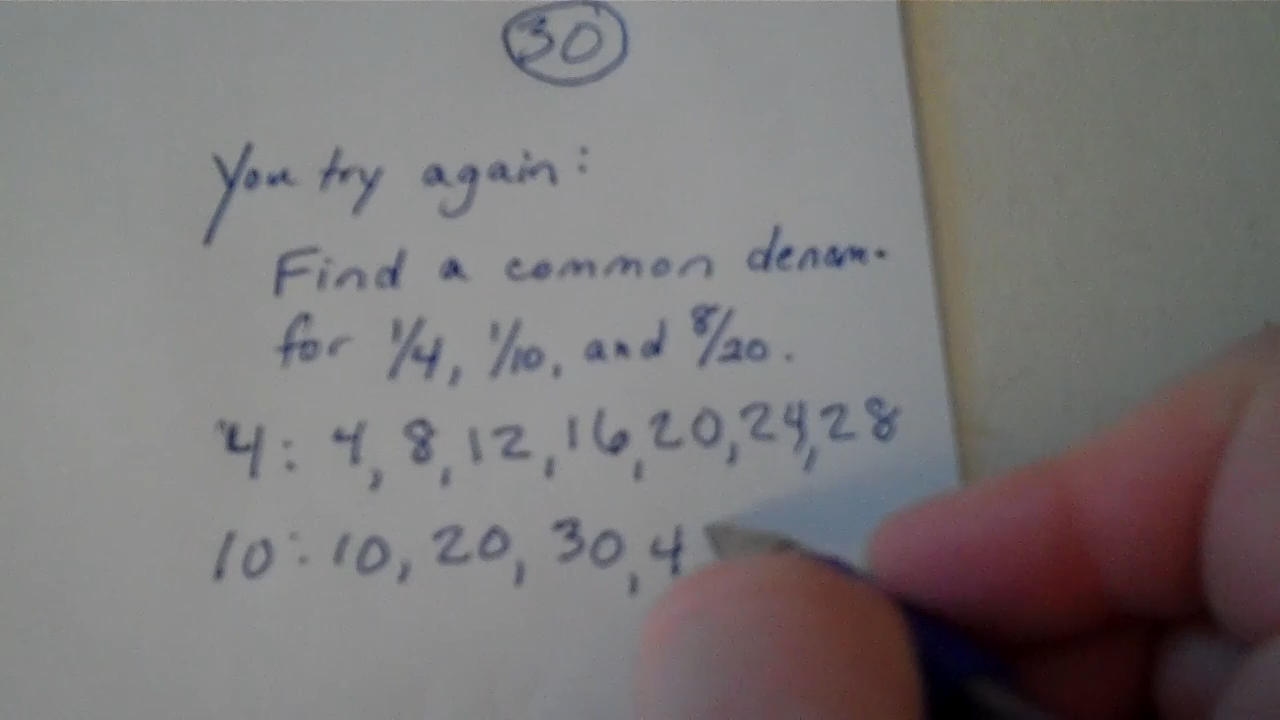 30
You try again:
Find a common denom.
for 1/4, 1/10, and 8/20.
4: 4, 8, 12, 16, 20, 24, 28
10: 10, 20, 30, 4